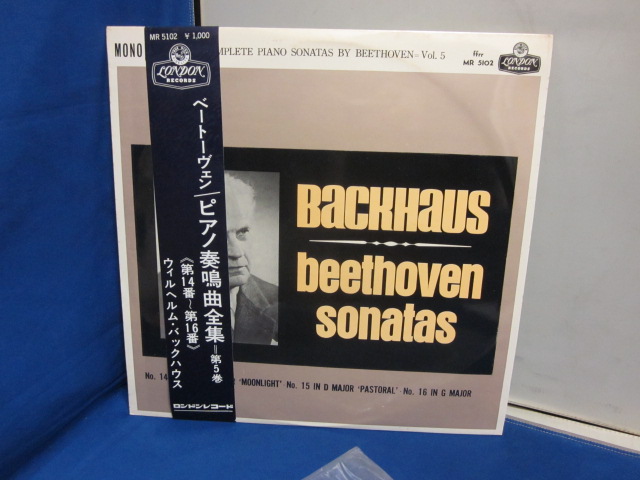 MR 5102 ¥1,000
LONDON
RECORDS
ベートーヴェン/ピアノ奏鳴曲全集=第5巻
《第14番~第16番》
ウィルヘルム・バックハウス
ロンドンレコード
MONO
PIANO SONATAS BY BEETHOVEN=Vol. 5
ffrr
MR 5102
LONDON
RECORDS
BACKHAUS
beethoven
sonatas
No. 14 'MOONLIGHT' · No. 15 IN D MAJOR 'PASTORAL' · No. 16 IN G MAJOR